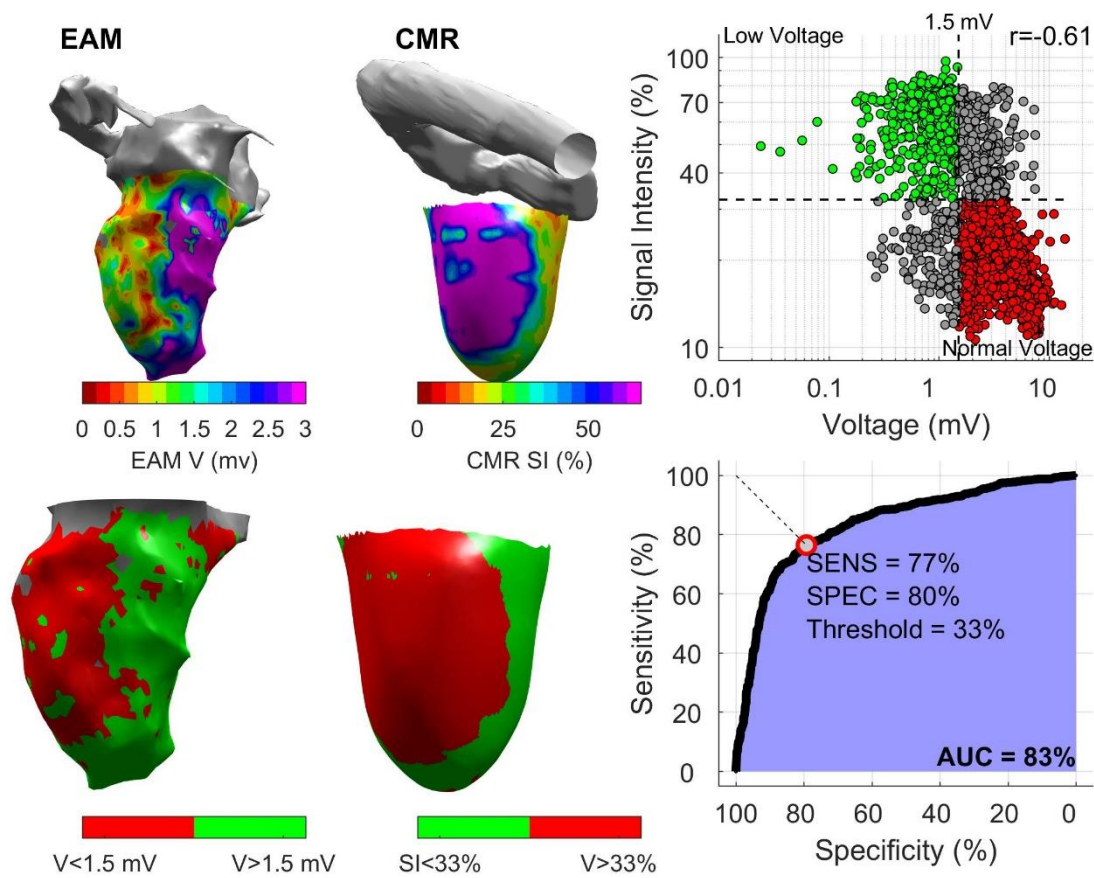 EAM
CMR
0 0.5 1 1.5 2 2.5 3
EAM V (mv)
0 25 50
CMR SI (%)
1.5 mV
Low Voltage
r=-0.61
100
70
40
10
Signal Intensity (%)
Normal Voltage
0.01 0.1 1 10
Voltage (mV)
V<1.5 mV V>1.5 mV
SI<33% V>33%
100
80
60
40
20
0
Sensitivity (%)
SENS = 77%
SPEC = 80%
Threshold = 33%
AUC = 83%
100 80 60 40 20 0
Specificity (%)